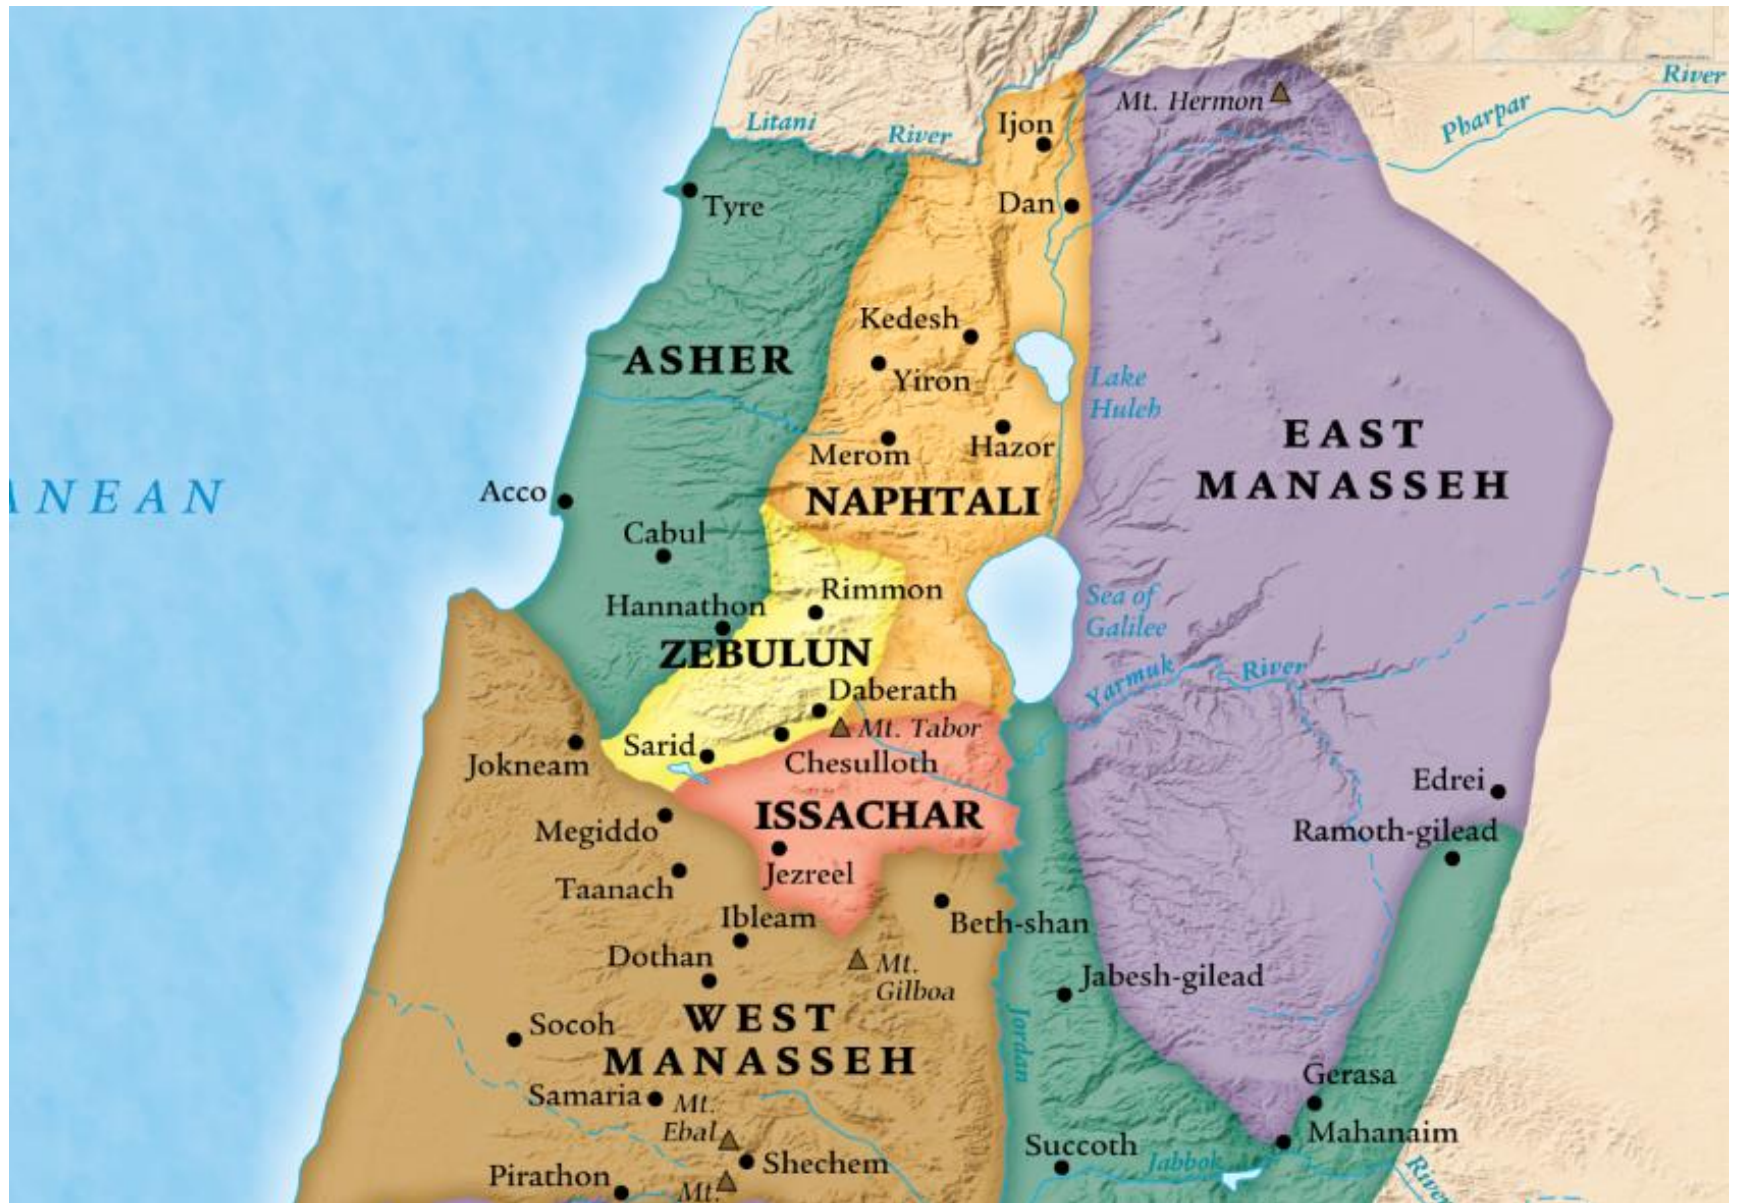 River
Mt. Hermon
Pharpar
Litani
River
Ijon
Dan
Tyre
Kedesh
ASHER
Yiron
Lake
Huleh
EAST
MANASSEH
Hazor
Merom
NAPHTALI
ANEAN
Acco
Cabul
Rimmon
Sea of
Galilee
Hannathon
ZEBULUN
Yarmuk
River
Daberath
Mt. Tabor
Sarid
Jokneam
Chesulloth
Edrei
ISSACHAR
Megiddo
Ramoth-gilead
Jezreel
Taanach
Ibleam
Beth-shan
Dothan
Mt.
Gilboa
Jabesh-gilead
WEST
MANASSEH
Socoh
Jordan
Samaria
Mt.
Ebal
Gerasa
Mahanaim
Succoth
Shechem
Jabbok
River
Pirathon
Mt.